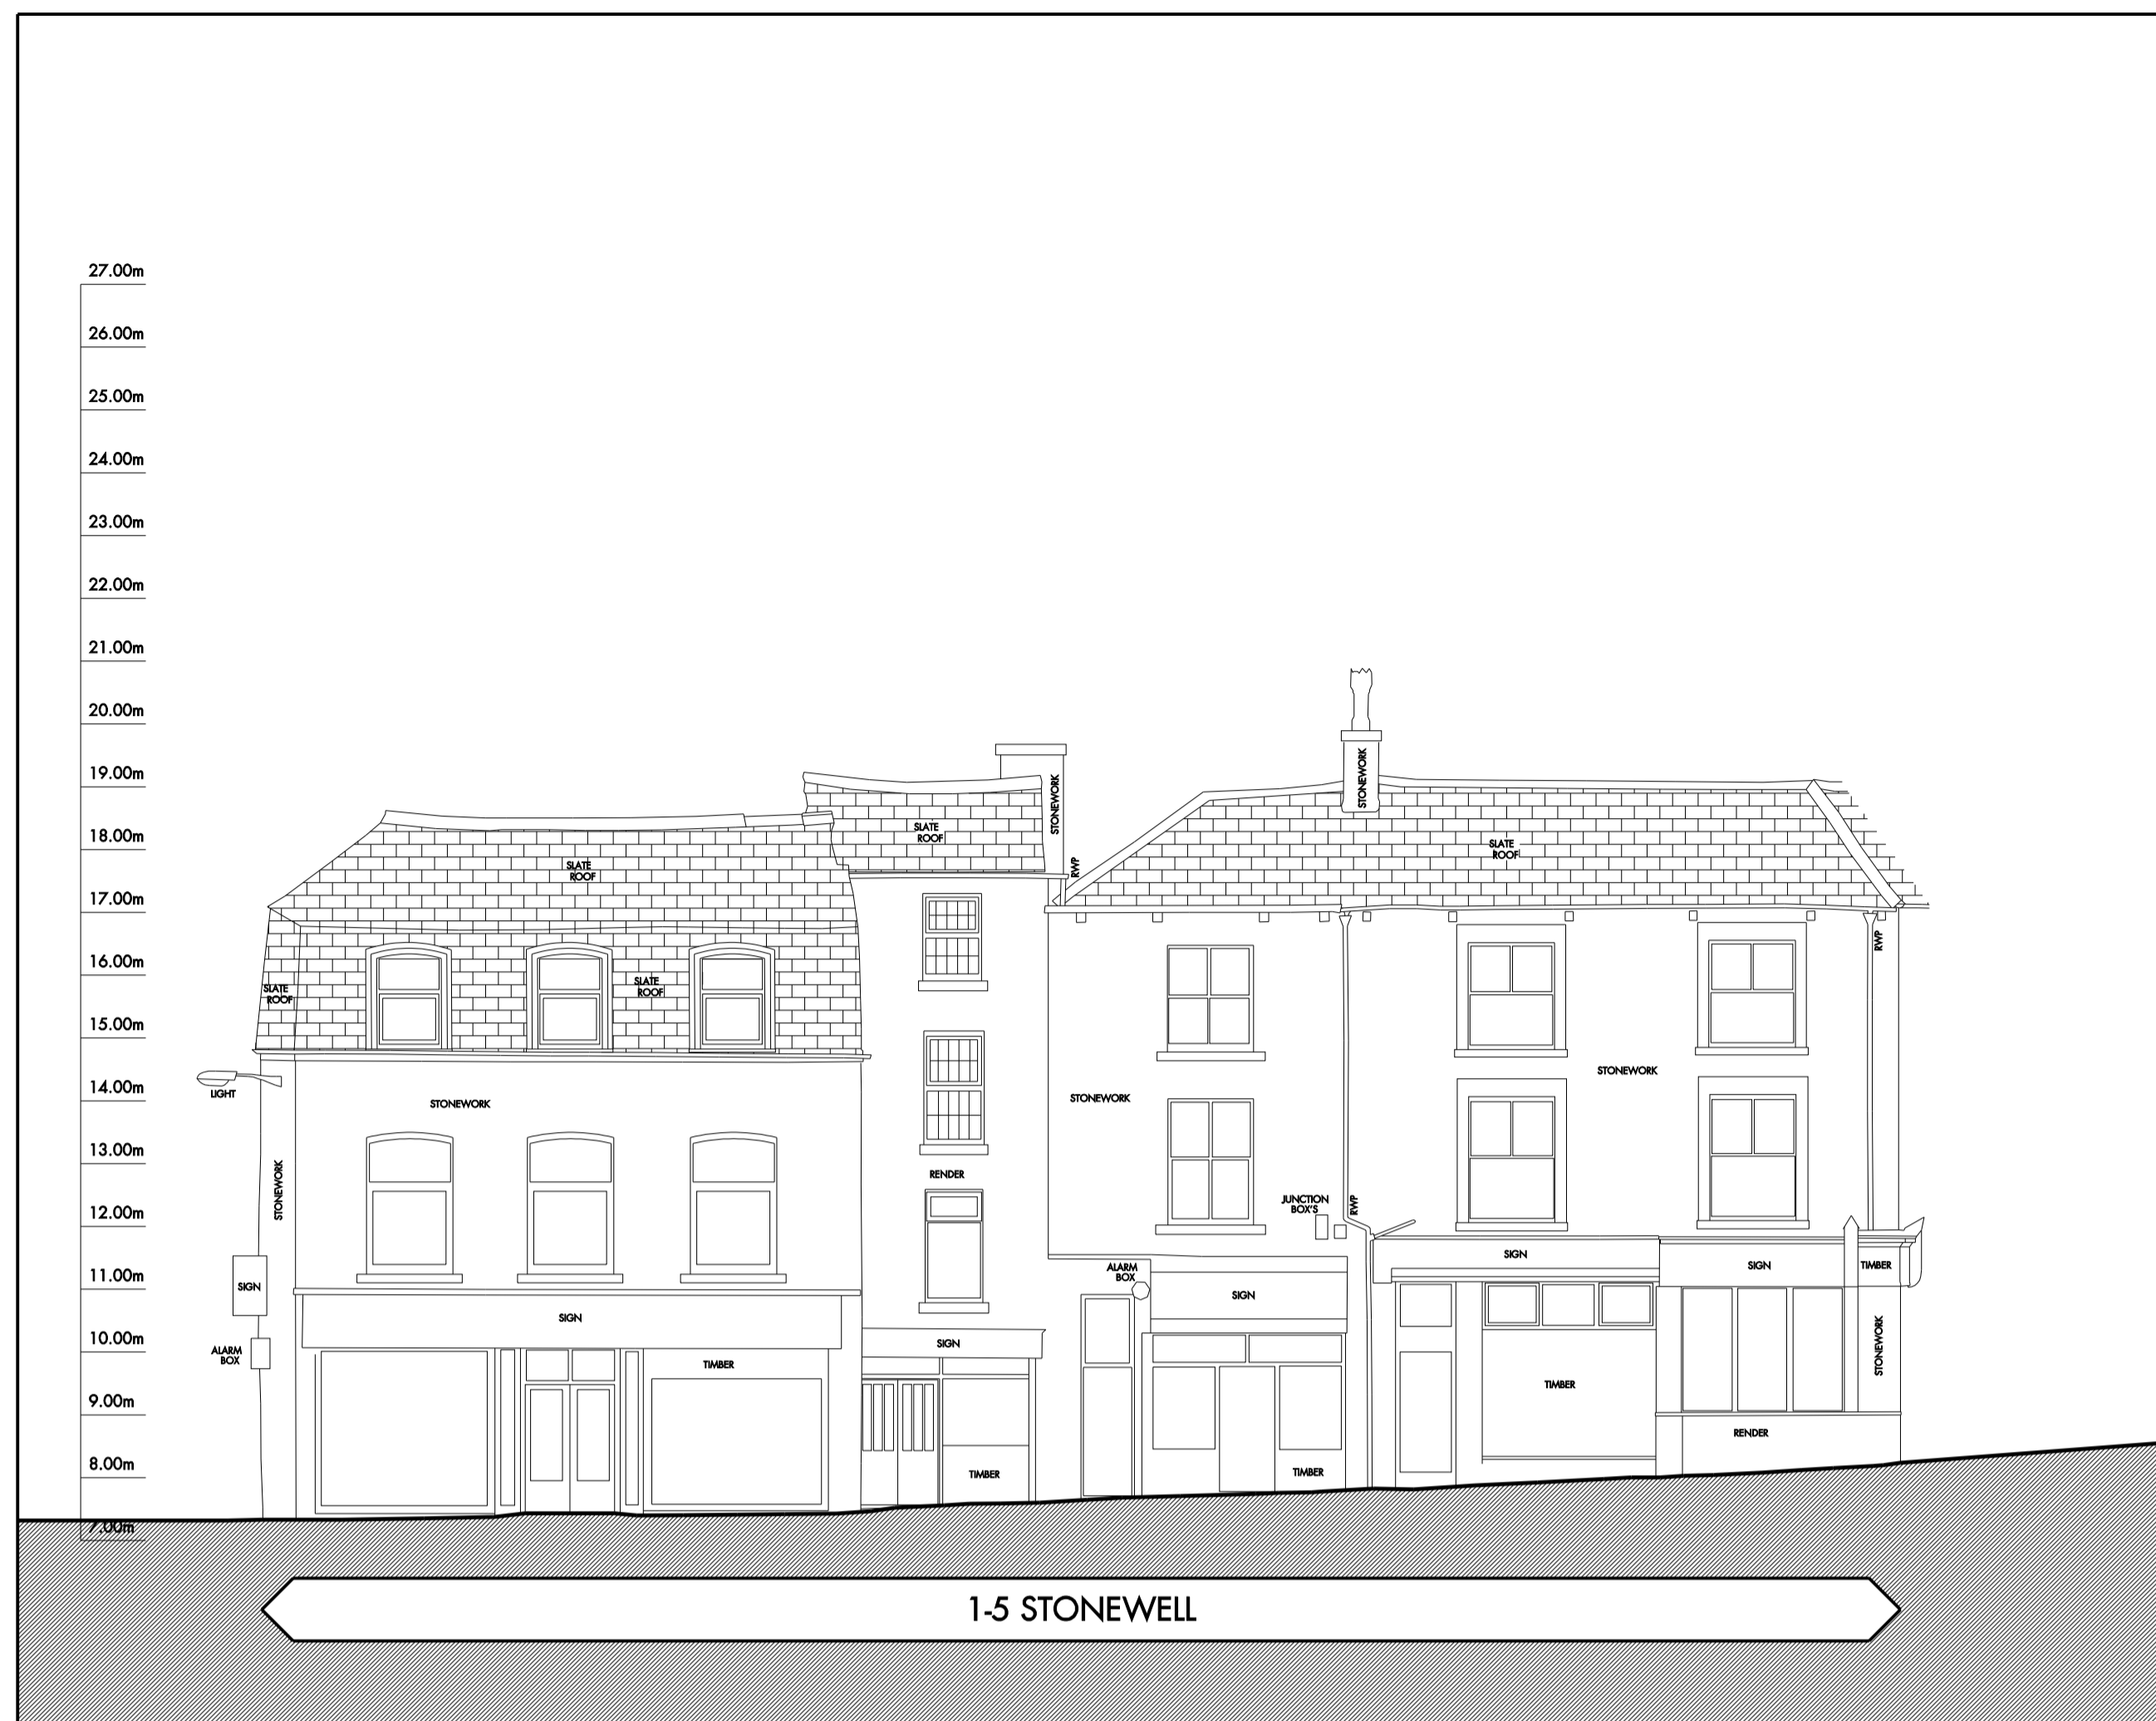 27.00m
26.00m
25.00m
24.00m
23.00m
22.00m
21.00m
20.00m
19.00m
18.00m
17.00m
16.00m
15.00m
14.00m
13.00m
12.00m
11.00m
10.00m
9.00m
8.00m
7.00m
SLATE
ROOF
SLATE
ROOF
SLATE
ROOF
LIGHT
STONEWORK
STONEWORK
SIGN
ALARM
BOX
SIGN
TIMBER
SLATE
ROOF
STONEWORK
RWP
RENDER
SIGN
TIMBER
STONEWORK
STONEWORK
JUNCTION
BOX'S
RWP
ALARM
BOX
SIGN
TIMBER
SLATE
ROOF
RWP
STONEWORK
SIGN
SIGN
TIMBER
TIMBER
STONEWORK
RENDER
1-5 STONEWELL